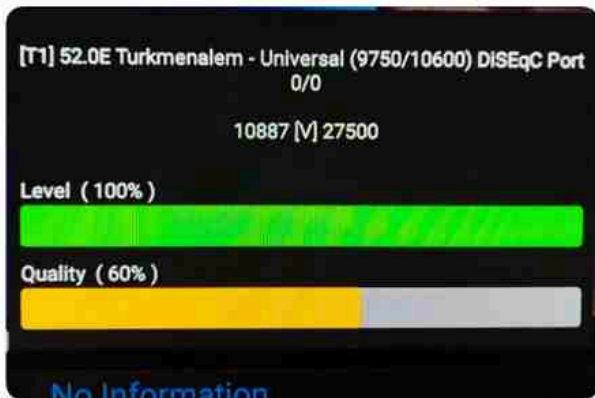 [T1] 52.0E Turkmenalem - Universal (9750/10600) DiSEqC Port
0/0
10887 [V] 27500
Level ( 100% )
Quality ( 60% )
No Information